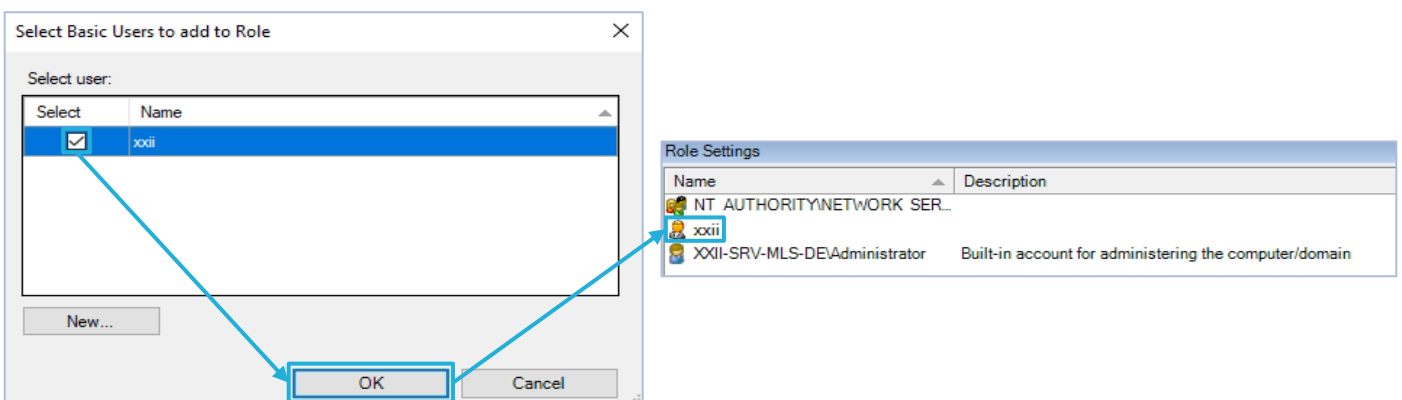 Select Basic Users to add to Role
Select user:
Select Name
xxii
New...
OK Cancel
Role Settings
Name Description
NT AUTHORITY\NETWORK SER...
xxii
XXII-SRV-MLS-DE\Administrator Built-in account for administering the computer/domain